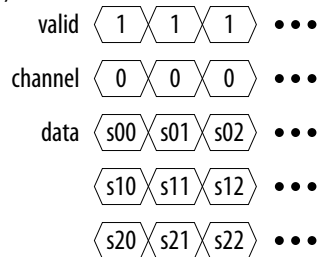 valid 1 1 1 •••
channel 0 0 0 •••
data s00 s01 s02 •••
s10 s11 s12 •••
s20 s21 s22 •••